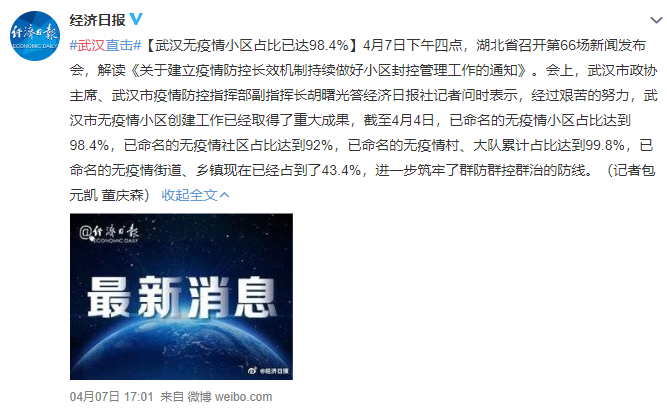 经济日报
ECONOMIC DAILY
经济日报
#武汉直击#【武汉无疫情小区占比已达98.4%】4月7日下午四点，湖北省召开第66场新闻发布
会，解读《关于建立疫情防控长效机制持续做好小区封控管理工作的通知》。会上，武汉市政协
主席、武汉市疫情防控指挥部副指挥长胡曙光答经济日报社记者问时表示，经过艰苦的努力，武
汉市无疫情小区创建工作已经取得了重大成果，截至4月4日，已命名的无疫情小区占比达到
98.4%，已命名的无疫情社区占比达到92%，已命名的无疫情村、大队累计占比达到99.8%，已
命名的无疫情街道、乡镇现在已经占到了43.4%，进一步筑牢了群防群控群治的防线。（记者包
元凯 董庆森） 收起全文
@经济日报
ECONOMIC DAILY
最新消息
@经济日报
04月07日 17:01 来自 微博 weibo.com